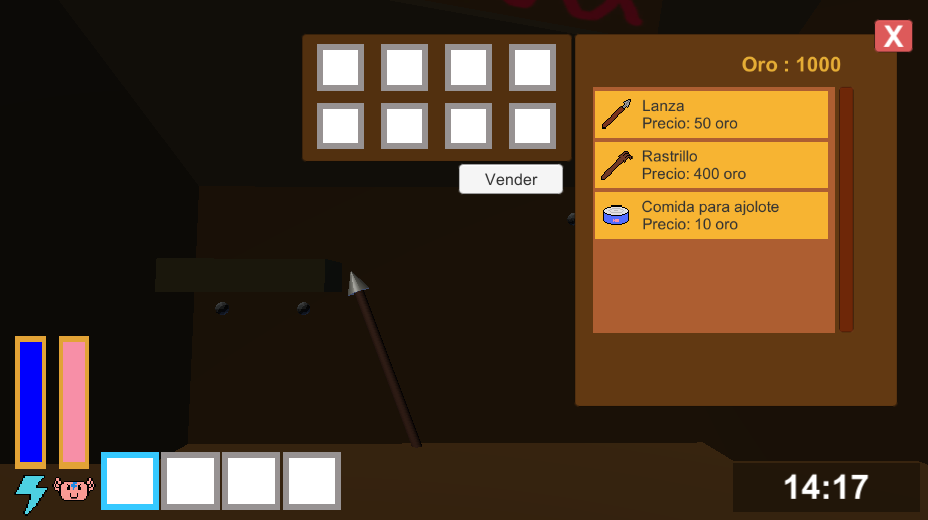 X
Oro : 1000
Lanza
Precio: 50 oro
Rastrillo
Precio: 400 oro
Comida para ajolote
Precio: 10 oro
Vender
14:17